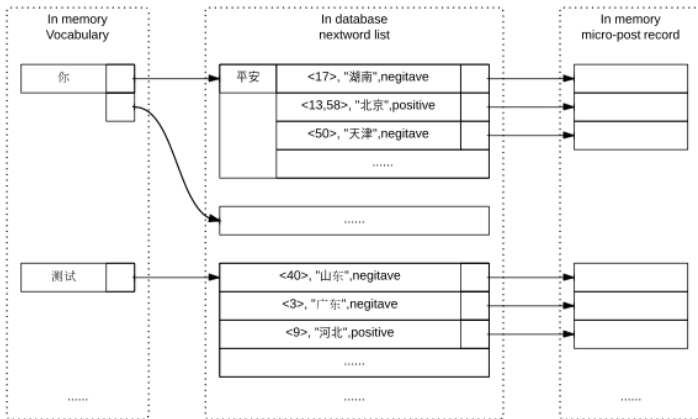 In memory
Vocabulary
In database
nextword list
In memory
micro-post record
你
平安
<17>, "湖南",negitave
<13,58>, "北京",positive
<50>, "天津",negitave
......
......
测试
<40>, "山东",negitave
<3>, "广东",negitave
<9>, "河北",positive
......
......
......
......